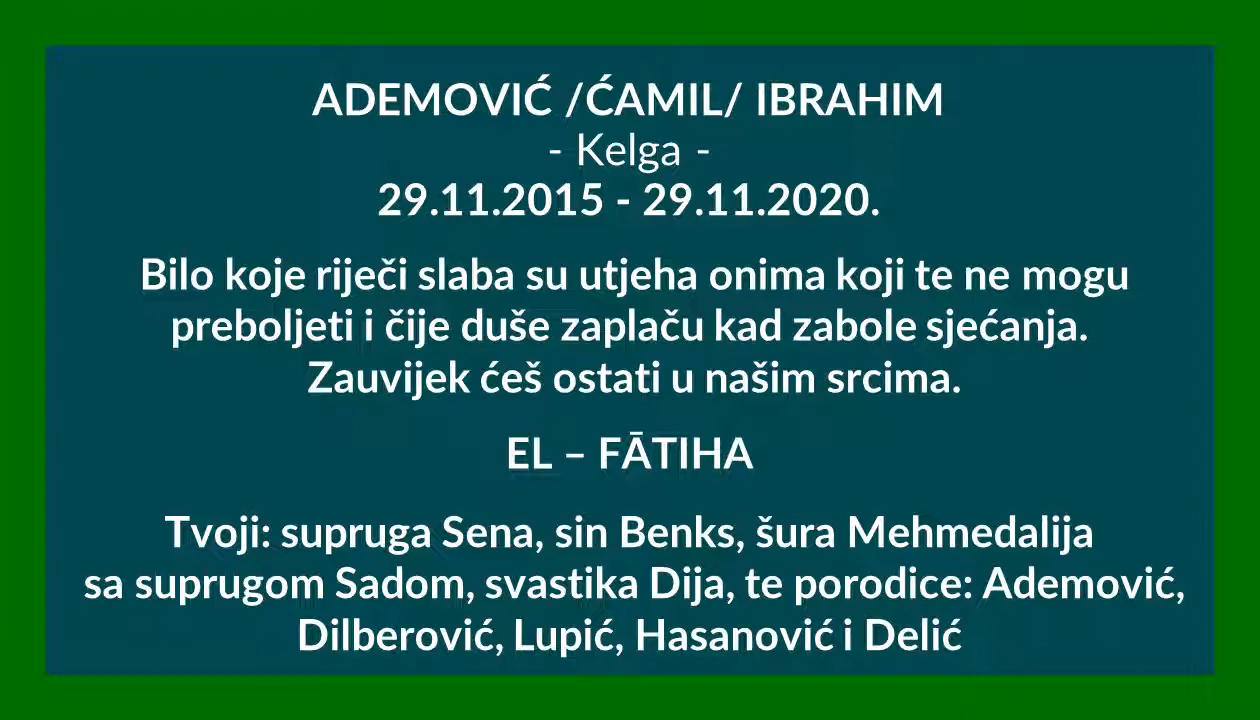 ADEMOVIĆ /ĆAMIL/ IBRAHIM
- Kelga -
29.11.2015 - 29.11.2020.
Bilo koje riječi slaba su utjeha onima koji te ne mogu
preboljeti i čije duše zaplaču kad zabole sjećanja.
Zauvijek ćeš ostati u našim srcima.
EL – FĀTIHA
Tvoji: supruga Sena, sin Benks, šura Mehmedalija
sa suprugom Sadom, svastika Dija, te porodice: Ademović,
Dilberović, Lupić, Hasanović i Delić